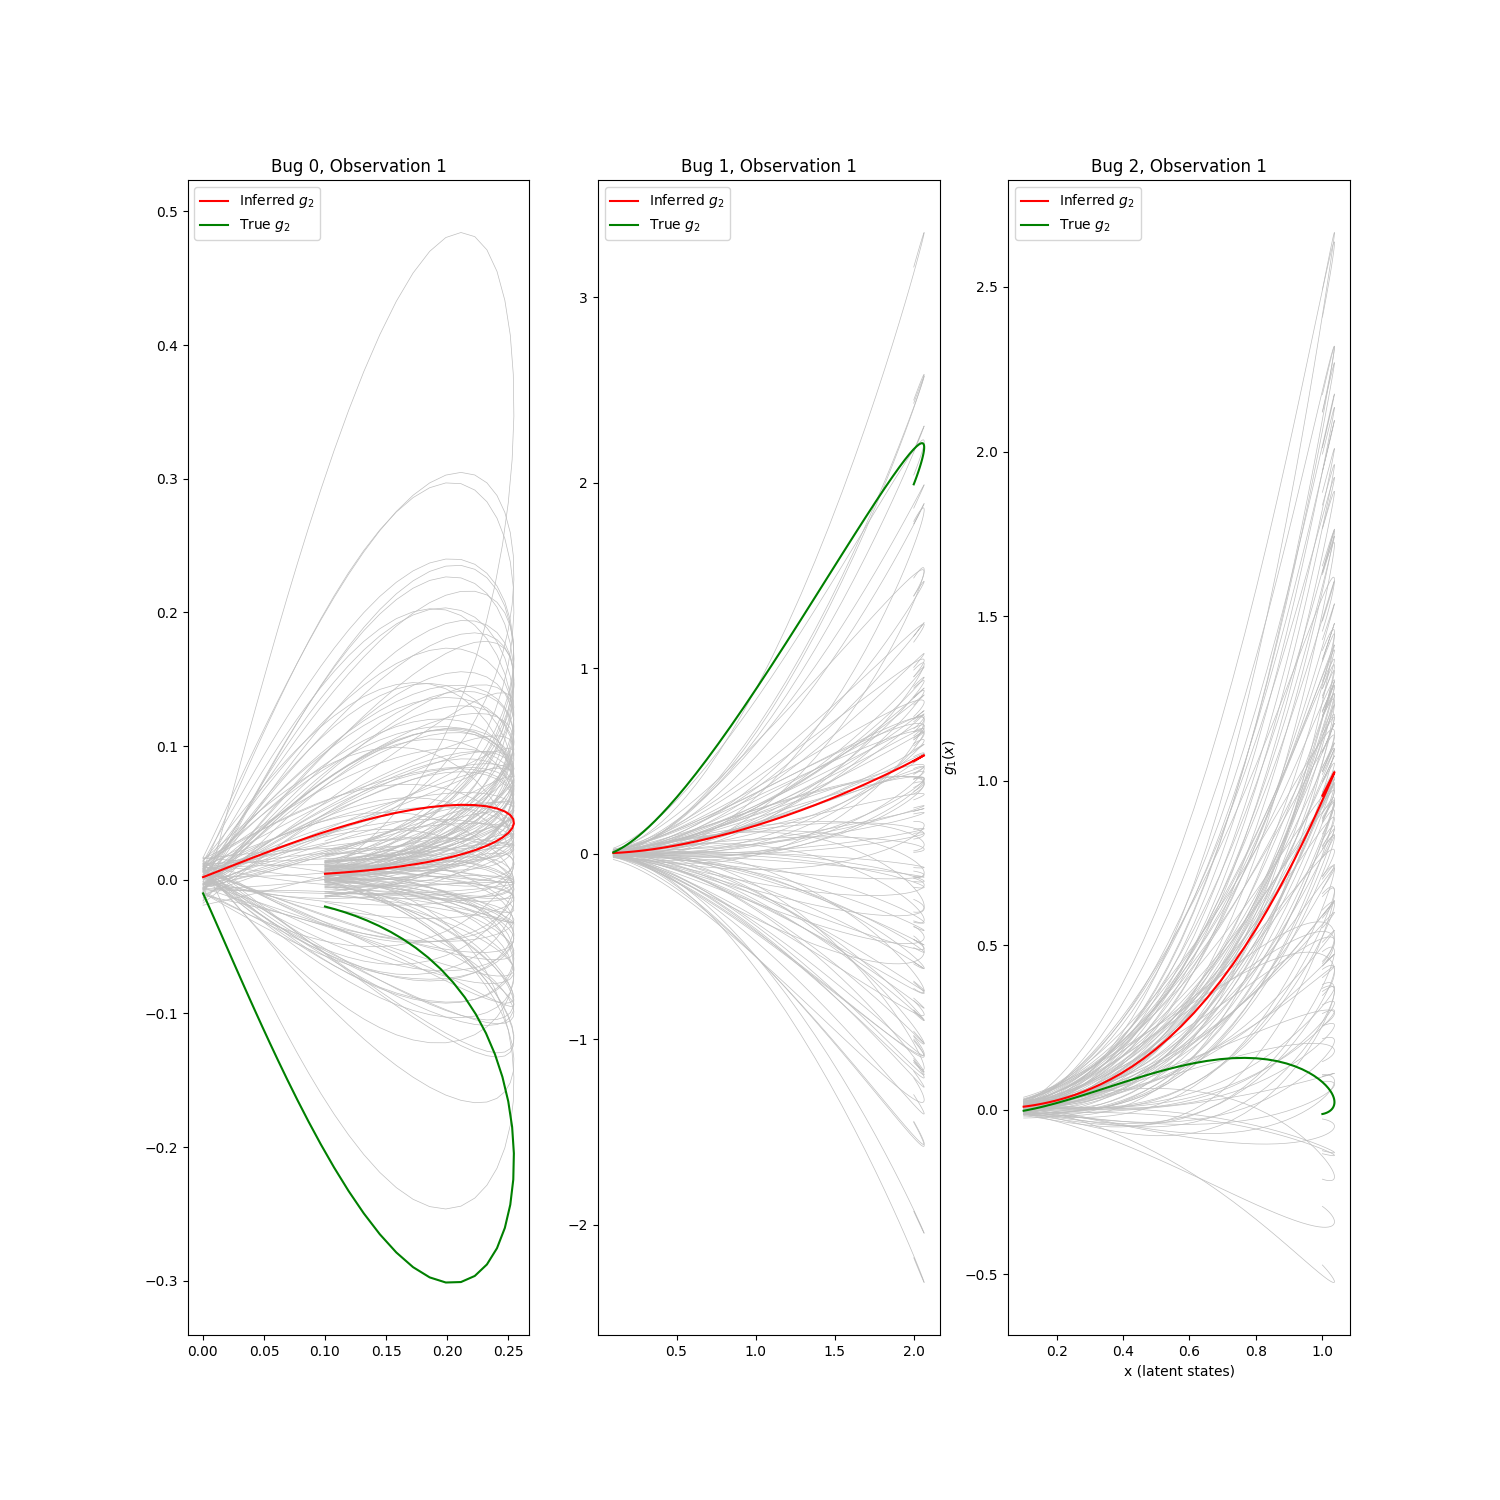 Bug 0, Observation 1
Inferred g₂
True g₂
0.5
0.4
0.3
0.2
0.1
0.0
−0.1
−0.2
−0.3
0.00 0.05 0.10 0.15 0.20 0.25
Bug 1, Observation 1
Inferred g₂
True g₂
3
2
1
0
−1
−2
0.5 1.0 1.5 2.0
Bug 2, Observation 1
Inferred g₂
True g₂
g₁(x)
2.5
2.0
1.5
1.0
0.5
0.0
−0.5
0.2 0.4 0.6 0.8 1.0
x (latent states)